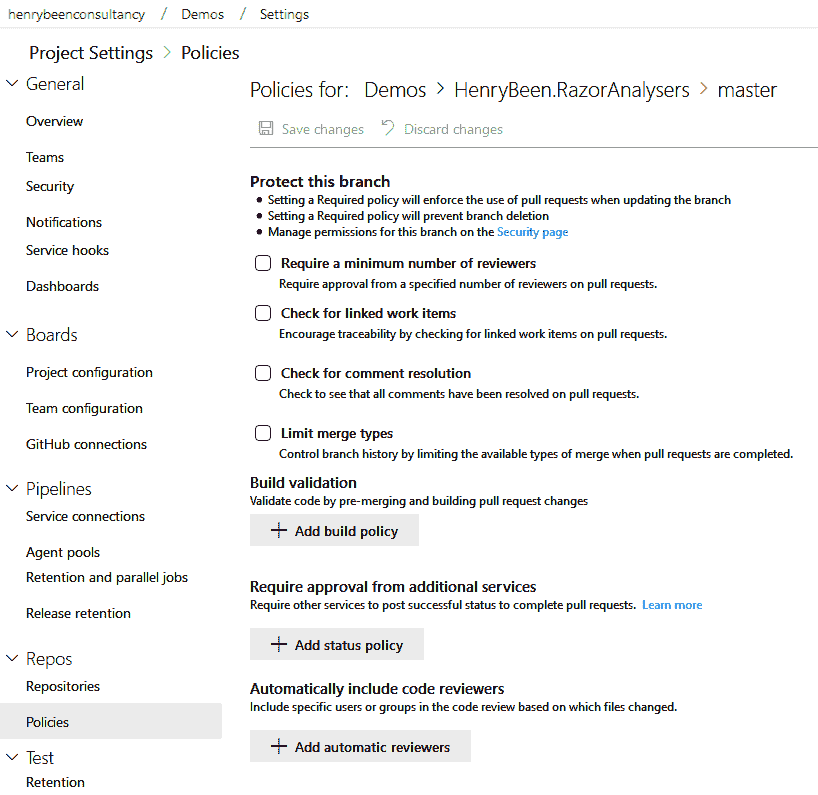 henrybeenconsultancy / Demos / Settings
Project Settings > Policies
General
Overview
Teams
Security
Notifications
Service hooks
Dashboards
Boards
Project configuration
Team configuration
GitHub connections
Pipelines
Service connections
Agent pools
Retention and parallel jobs
Release retention
Repos
Repositories
Policies
Test
Retention
Policies for: Demos > HenryBeen.RazorAnalysers > master
Save changes Discard changes
Protect this branch
• Setting a Required policy will enforce the use of pull requests when updating the branch
• Setting a Required policy will prevent branch deletion
• Manage permissions for this branch on the Security page
Require a minimum number of reviewers
Require approval from a specified number of reviewers on pull requests.
Check for linked work items
Encourage traceability by checking for linked work items on pull requests.
Check for comment resolution
Check to see that all comments have been resolved on pull requests.
Limit merge types
Control branch history by limiting the available types of merge when pull requests are completed.
Build validation
Validate code by pre-merging and building pull request changes
+ Add build policy
Require approval from additional services
Require other services to post successful status to complete pull requests. Learn more
+ Add status policy
Automatically include code reviewers
Include specific users or groups in the code review based on which files changed.
+ Add automatic reviewers